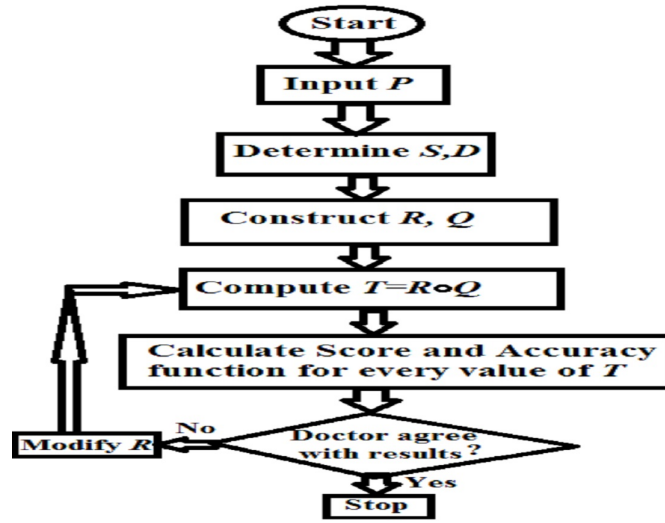 Start
Input P
Determine S,D
Construct R, Q
Compute T=R∘Q
Calculate Score and Accuracy
function for every value of T
Doctor agree
with results?
No
Modify R
Yes
Stop